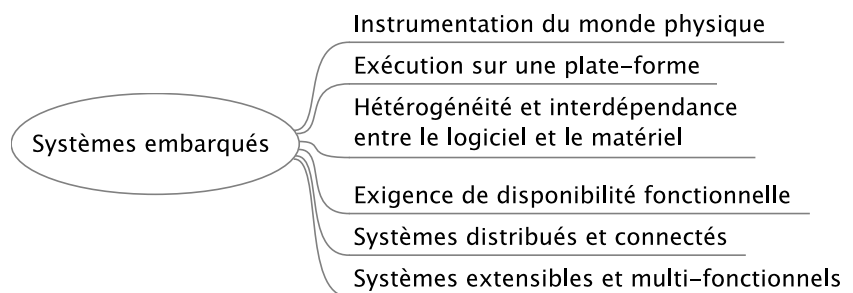 Instrumentation du monde physique
Exécution sur une plate-forme
Hétérogénéité et interdépendance
entre le logiciel et le matériel
Systèmes embarqués
Exigence de disponibilité fonctionnelle
Systèmes distribués et connectés
Systèmes extensibles et multi-fonctionnels